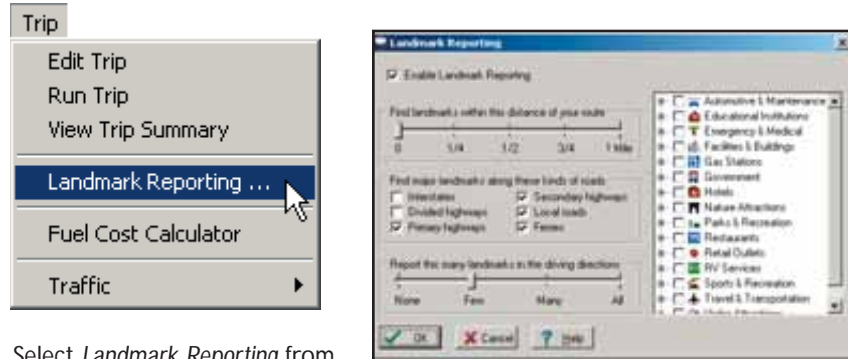 Trip
Edit Trip
Run Trip
View Trip Summary
Landmark Reporting ...
Fuel Cost Calculator
Traffic
Select Landmark Reporting from
Landmark Reporting
Enable Landmark Reporting
Find landmarks within this distance of your route
0 1/4 1/2 3/4 1 Mile
Find major landmarks along these kinds of roads
Interstates Secondary highways
Divided highways Local roads
Primary highways Ferries
Report this many landmarks in the driving directions
None Few Many All
Automotive & Maintenance
Educational Institutions
Emergency & Medical
Facilities & Buildings
Gas Stations
Government
Hotels
Nature Attractions
Parks & Recreation
Restaurants
Retail Outlets
RV Services
Sports & Recreation
Travel & Transportation
OK Cancel Help